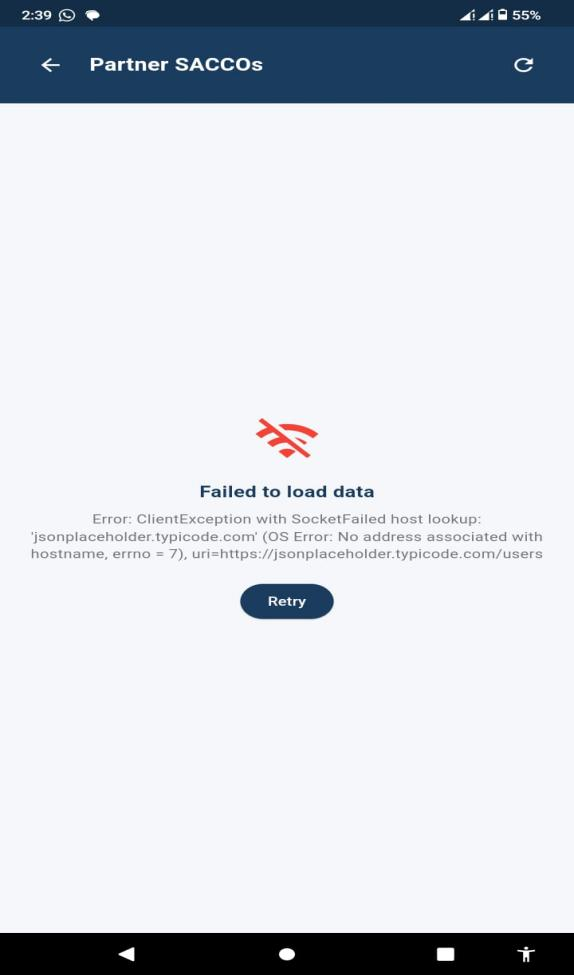 2:39 55%
Partner SACCOs
Failed to load data
Error: ClientException with SocketFailed host lookup:
'jsonplaceholder.typicode.com' (OS Error: No address associated with
hostname, errno = 7), uri=https://jsonplaceholder.typicode.com/users
Retry